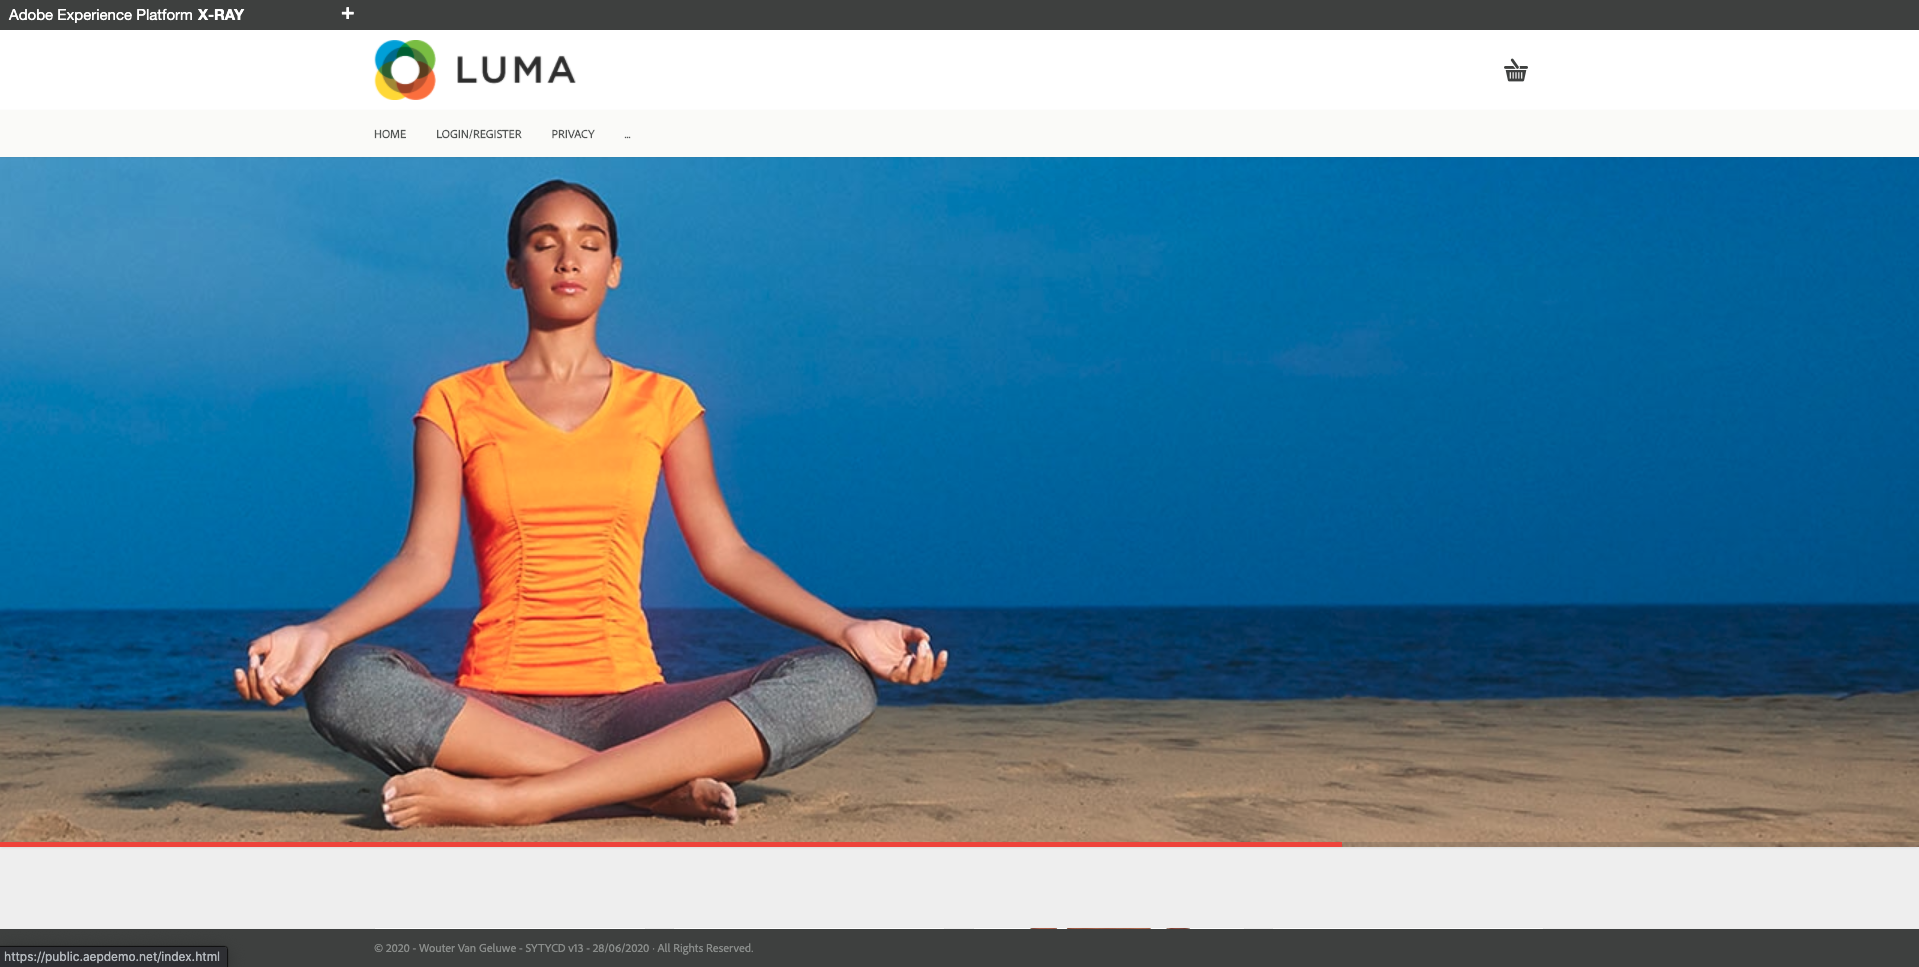 Adobe Experience Platform X-RAY
LUMA
HOME LOGIN/REGISTER PRIVACY ...
© 2020 - Wouter Van Geluwe - SYTYCD v13 - 28/06/2020 · All Rights Reserved.
https://public.aepdemo.net/index.html